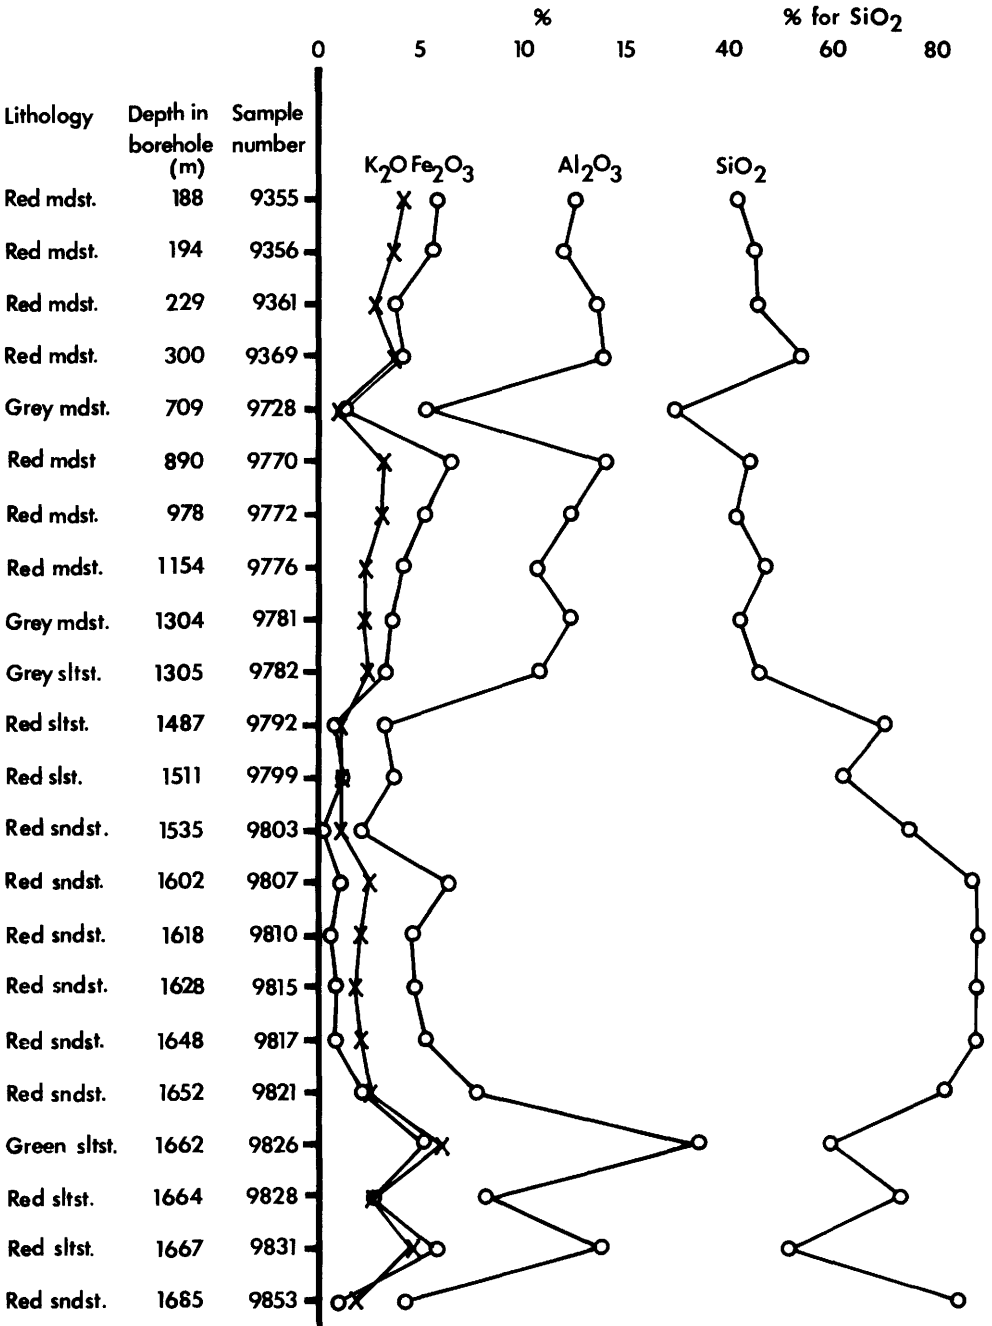 % % for SiO2
0 5 10 15 40 60 80
Lithology Depth in Sample
borehole number
(m) K2O Fe2O3 Al2O3 SiO2
Red mdst. 188 9355
Red mdst. 194 9356
Red mdst. 229 9361
Red mdst. 300 9369
Grey mdst. 709 9728
Red mdst 890 9770
Red mdst. 978 9772
Red mdst. 1154 9776
Grey mdst. 1304 9781
Grey sltst. 1305 9782
Red sltst. 1487 9792
Red slst. 1511 9799
Red sndst. 1535 9803
Red sndst. 1602 9807
Red sndst. 1618 9810
Red sndst. 1628 9815
Red sndst. 1648 9817
Red sndst. 1652 9821
Green sltst. 1662 9826
Red sltst. 1664 9828
Red sltst. 1667 9831
Red sndst. 1685 9853